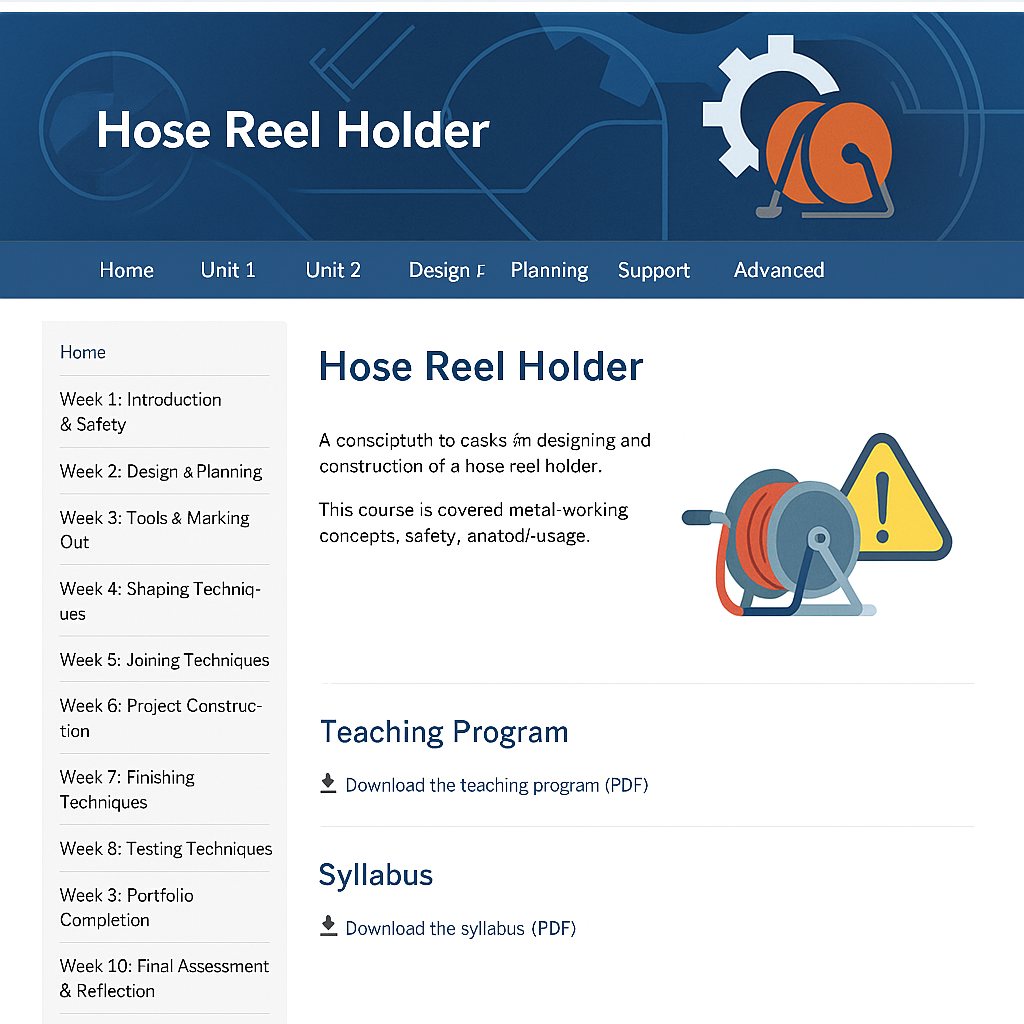 Hose Reel Holder
Home Unit 1 Unit 2 Design F Planning Support Advanced
Home
Week 1: Introduction
& Safety
Week 2: Design & Planning
Week 3: Tools & Marking
Out
Week 4: Shaping Techniq-
ues
Week 5: Joining Techniques
Week 6: Project Construc-
tion
Week 7: Finishing
Techniques
Week 8: Testing Techniques
Week 3: Portfolio
Completion
Week 10: Final Assessment
& Reflection
Hose Reel Holder
A consciptuth to casks designing and
construction of a hose reel holder.
This course is covered metal-working
concepts, safety, anatod/-usage.
Teaching Program
Download the teaching program (PDF)
Syllabus
Download the syllabus (PDF)